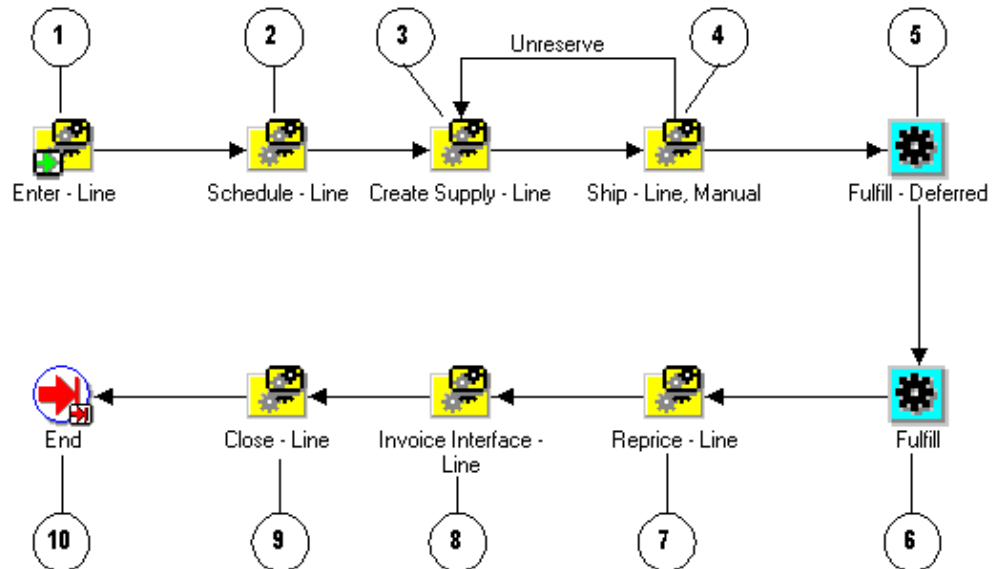 1
2
3
4
5
Unreserve
Enter - Line
Schedule - Line
Create Supply - Line
Ship - Line, Manual
Fulfill - Deferred
End
Close - Line
Invoice Interface -
Line
Reprice - Line
Fulfill
10
9
8
7
6